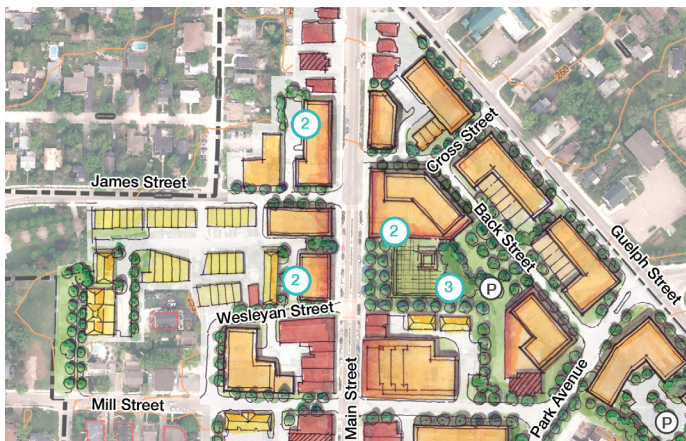 260
2
Cross Street
James Street
2
Back Street
Guelph Street
2
3
P
Wesleyan Street
Main Street
Mill Street
Park Avenue
P